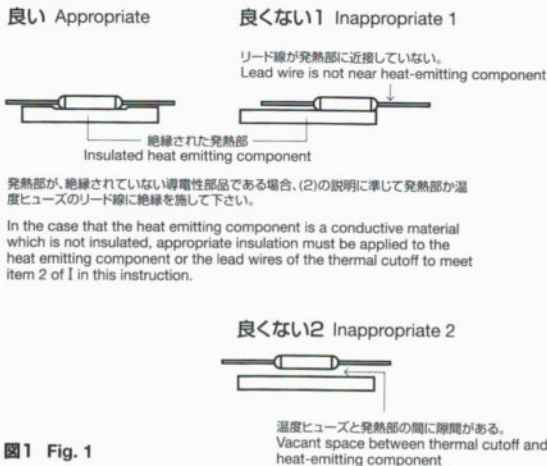 良い Appropriate
良くない1 Inappropriate 1
リード線が発熱部に近接していない。
Lead wire is not near heat-emitting component
絶縁された発熱部
Insulated heat emitting component
発熱部が、絶縁されていない導電性部品である場合、(2)の説明に準じて発熱部か温
度ヒューズのリード線に絶縁を施して下さい。
In the case that the heat emitting component is a conductive material
which is not insulated, appropriate insulation must be applied to the
heat emitting component or the lead wires of the thermal cutoff to meet
item 2 of I in this instruction.
良くない2 Inappropriate 2
温度ヒューズと発熱部の間に隙間がある。
Vacant space between thermal cutoff and
heat-emitting component
図1 Fig. 1